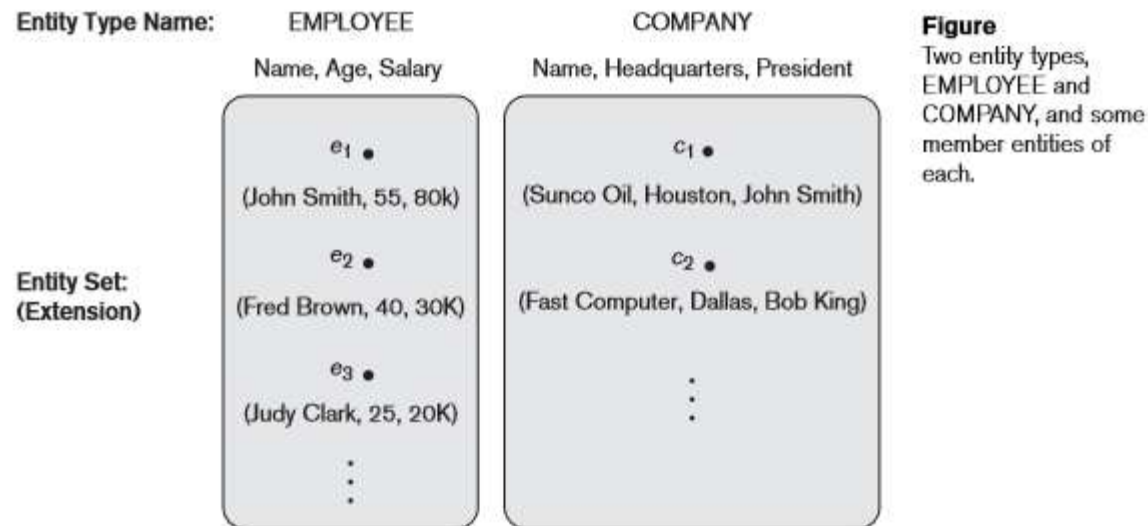 Entity Type Name: EMPLOYEE COMPANY
Name, Age, Salary Name, Headquarters, President
e1 c1
(John Smith, 55, 80k) (Sunco Oil, Houston, John Smith)
e2 c2
Entity Set:
(Extension)
(Fred Brown, 40, 30K) (Fast Computer, Dallas, Bob King)
e3
(Judy Clark, 25, 20K)
Figure
Two entity types,
EMPLOYEE and
COMPANY, and some
member entities of
each.